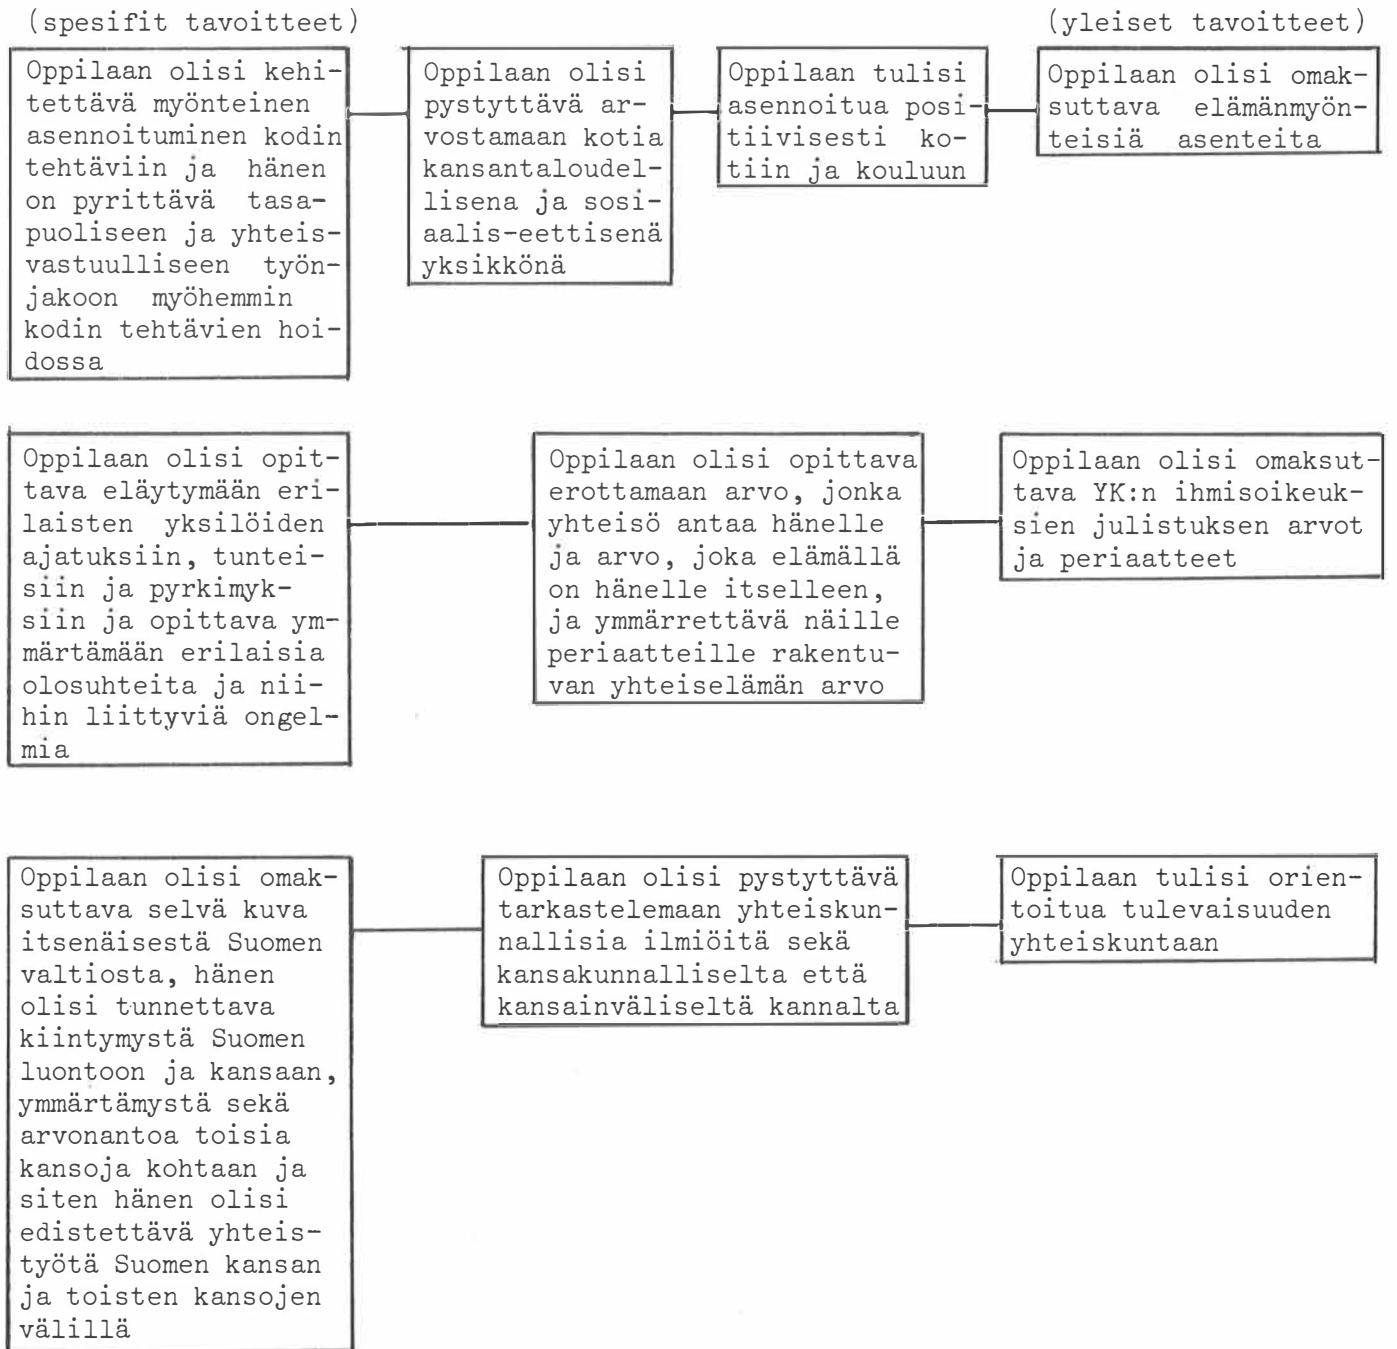 (spesifit tavoitteet)
(yleiset tavoitteet)
Oppilaan olisi kehi-
tettävä myönteinen
asennoituminen kodin
tehtäviin ja hänen
on pyrittävä tasa-
puoliseen ja yhteis-
vastuulliseen työn-
jakoon myöhemmin
kodin tehtävien hoi-
dossa
Oppilaan olisi
pystyttävä ar-
vostamaan kotia
kansantaloudel-
lisena ja sosi-
aalis-eettisenä
yksikkönä
Oppilaan tulisi
asennoitua posi-
tiivisesti ko-
tiin ja kouluun
Oppilaan olisi omak-
suttava elämänmyön-
teisiä asenteita
Oppilaan olisi opit-
tava eläytymään eri-
laisten yksilöiden
ajatuksiin, tuntei-
siin ja pyrkimyk-
siin ja opittava ym-
märtämään erilaisia
olosuhteita ja nii-
hin liittyviä ongel-
mia
Oppilaan olisi opittava
erottamaan arvo, jonka
yhteisö antaa hänelle
ja arvo, joka elämällä
on hänelle itselleen,
ja ymmärrettävä näille
periaatteille rakentu-
van yhteiselämän arvo
Oppilaan olisi omaksut-
tava YK:n ihmisoikeuk-
sien julistuksen arvot
ja periaatteet
Oppilaan olisi omak-
suttava selvä kuva
itsenäisestä Suomen
valtiosta, hänen
olisi tunnettava
kiintymystä Suomen
luontoon ja kansaan,
ymmärtämystä sekä
arvonantoa toisia
kansoja kohtaan ja
siten hänen olisi
edistettävä yhteis-
työtä Suomen kansan
ja toisten kansojen
välillä
Oppilaan olisi pystyttävä
tarkastelemaan yhteiskun-
nallisia ilmiöitä sekä
kansakunnalliselta että
kansainväliseltä kannalta
Oppilaan tulisi orien-
toitua tulevaisuuden
yhteiskuntaan